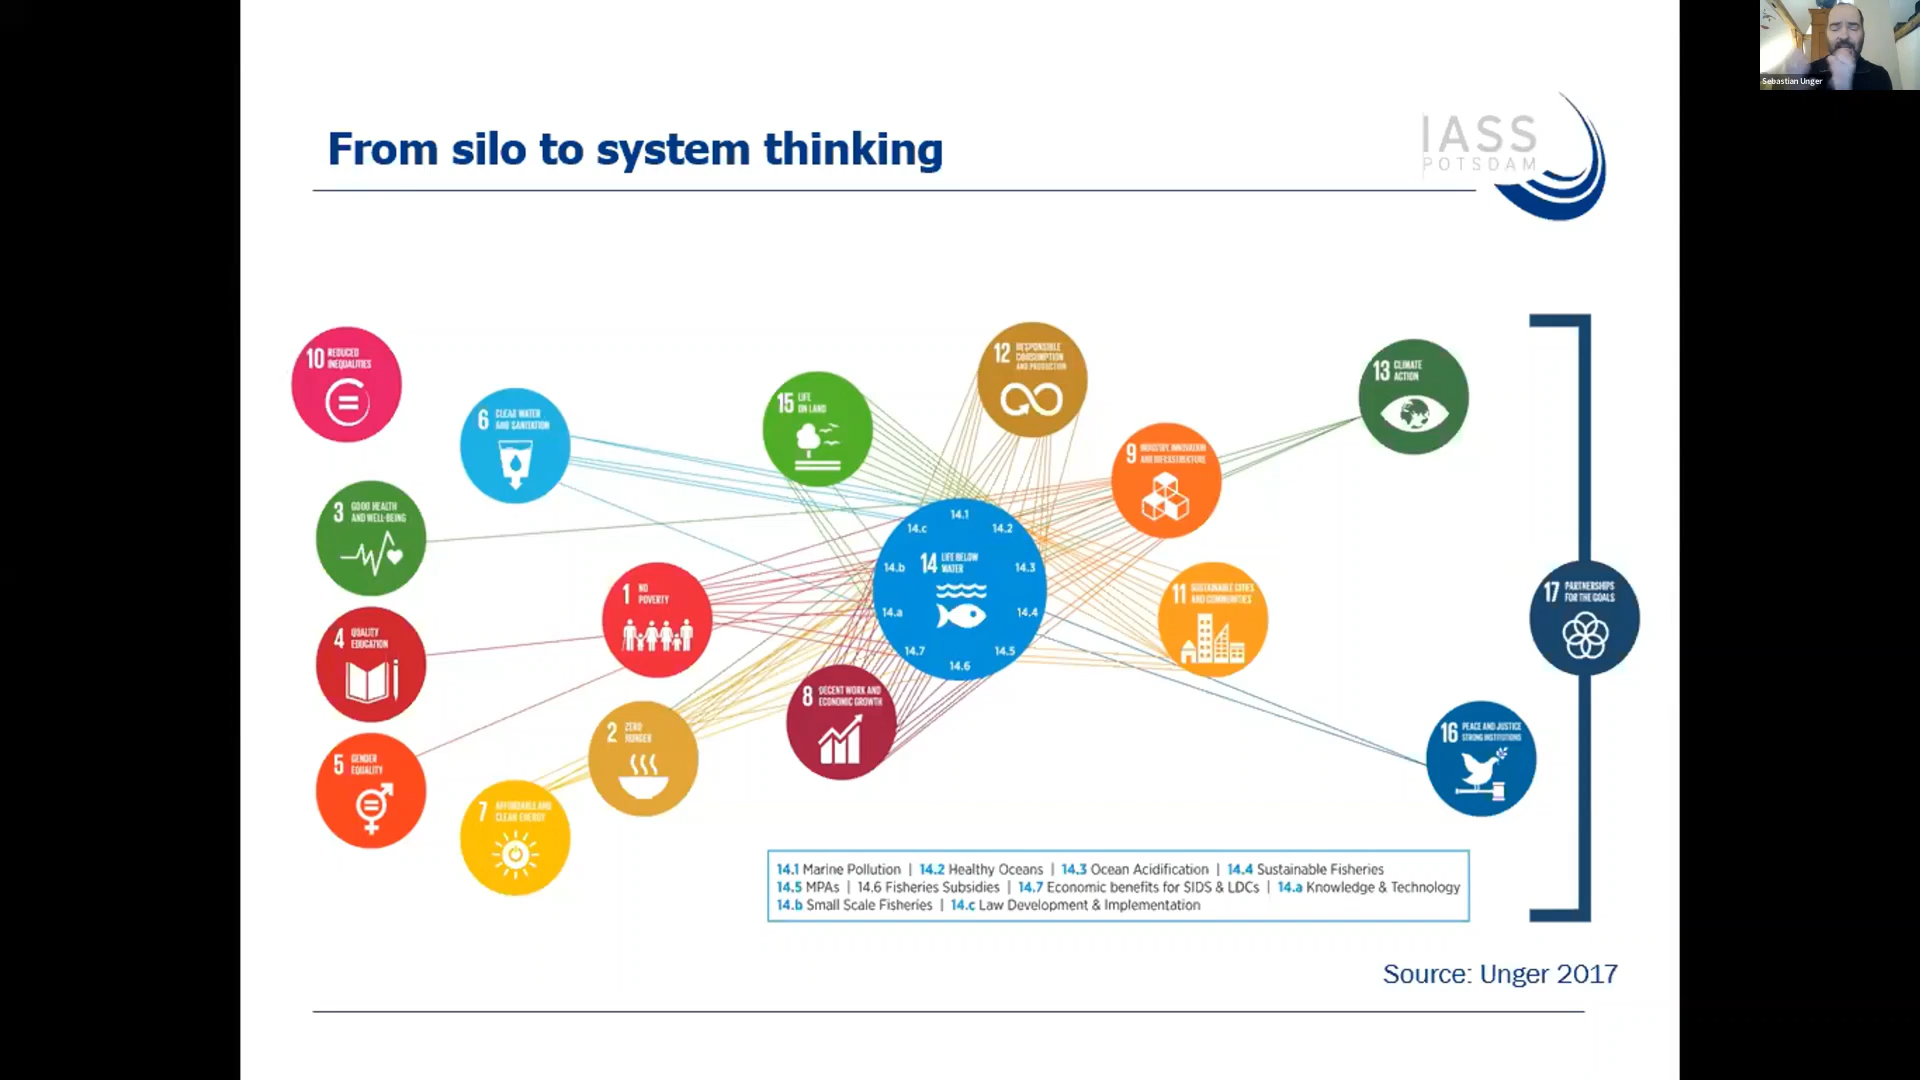 Sebastian Unger
From silo to system thinking
IASS
POTSDAM
10 REDUCED
INEQUALITIES
6 CLEAN WATER
AND SANITATION
15 LIFE
ON LAND
12 RESPONSIBLE
CONSUMPTION
AND PRODUCTION
13 CLIMATE
ACTION
9 INDUSTRY, INNOVATION
AND INFRASTRUCTURE
3 GOOD HEALTH
AND WELL-BEING
14.1
14.c
14.2
14 LIFE BELOW
WATER
14.b
14.3
14.a
14.4
14.7
14.5
14.6
1 NO
POVERTY
11 SUSTAINABLE CITIES
AND COMMUNITIES
17 PARTNERSHIPS
FOR THE GOALS
4 QUALITY
EDUCATION
8 DECENT WORK AND
ECONOMIC GROWTH
2 ZERO
HUNGER
16 PEACE AND JUSTICE
STRONG INSTITUTIONS
5 GENDER
EQUALITY
7 AFFORDABLE AND
CLEAN ENERGY
14.1 Marine Pollution | 14.2 Healthy Oceans | 14.3 Ocean Acidification | 14.4 Sustainable Fisheries
14.5 MPAs | 14.6 Fisheries Subsidies | 14.7 Economic benefits for SIDS & LDCs | 14.a Knowledge & Technology
14.b Small Scale Fisheries | 14.c Law Development & Implementation
Source: Unger 2017